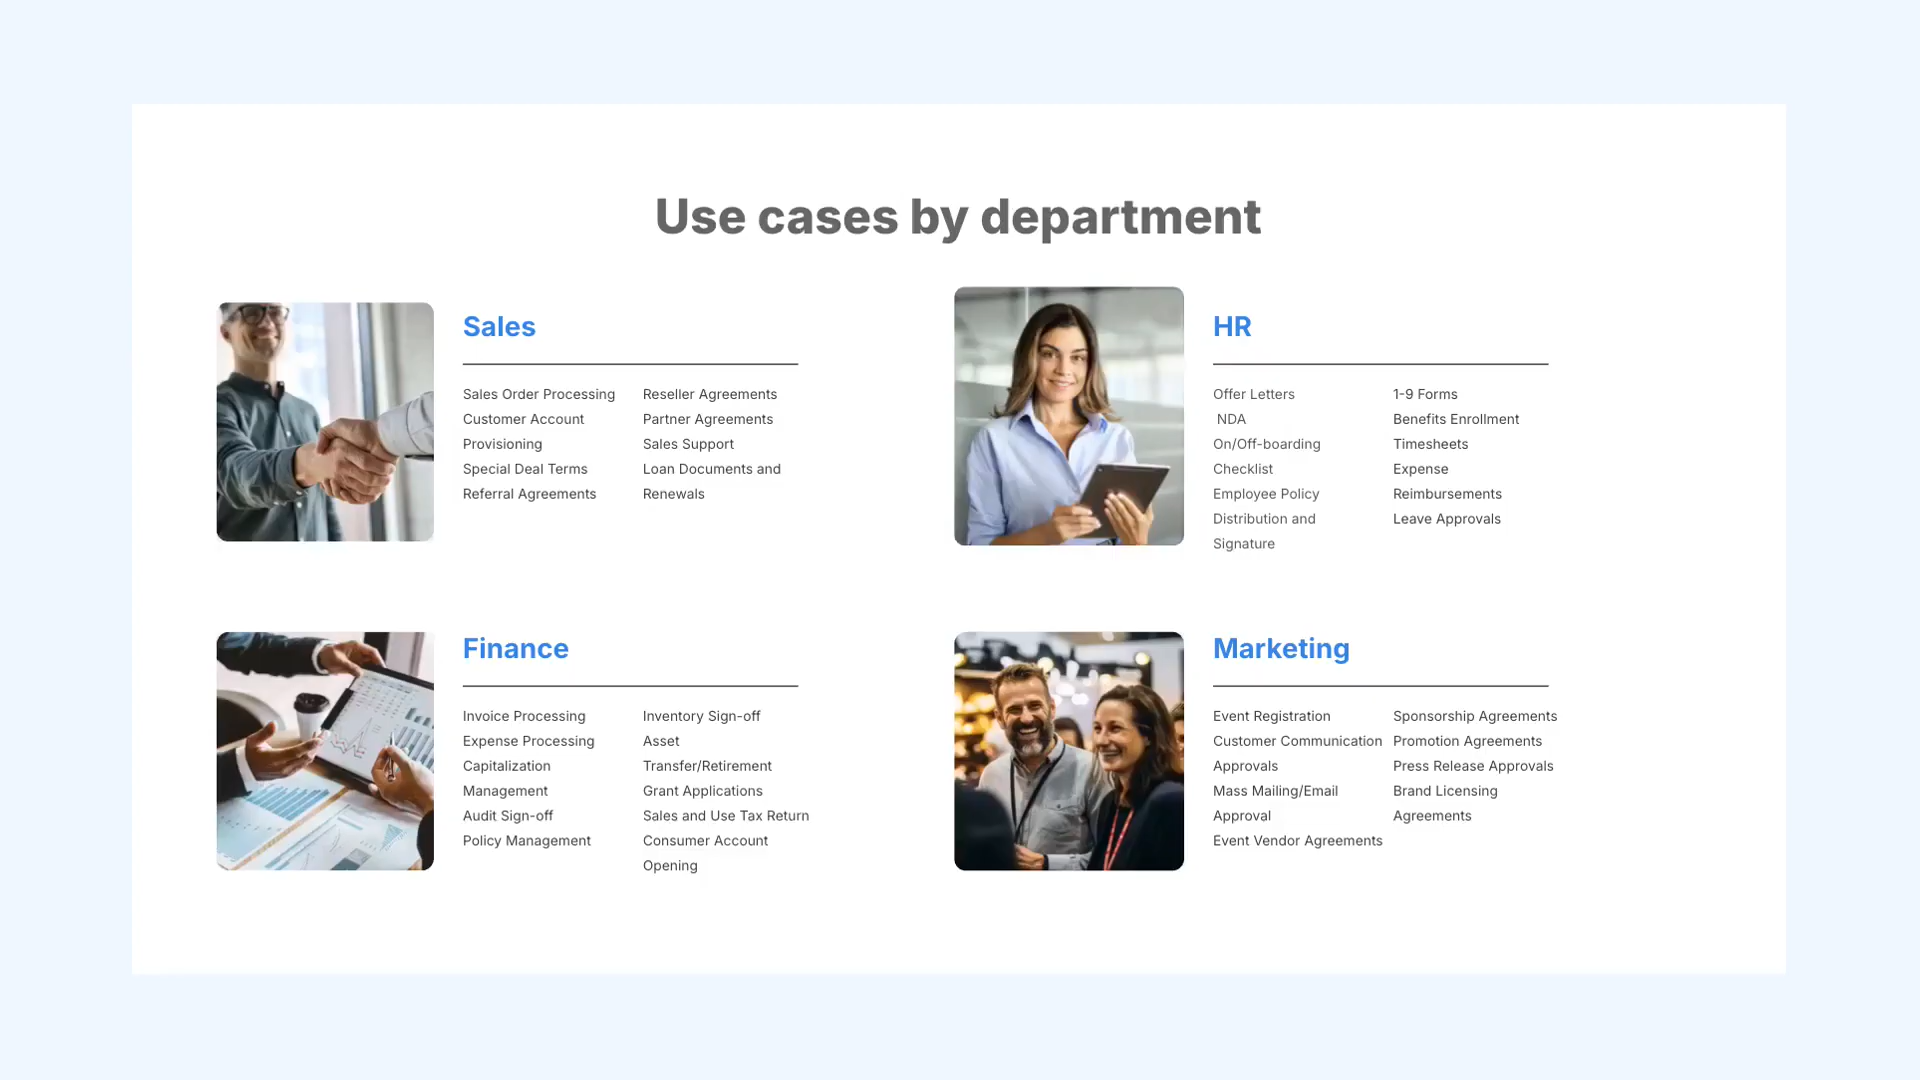 Use cases by department
Sales
Sales Order Processing
Customer Account
Provisioning
Special Deal Terms
Referral Agreements
Reseller Agreements
Partner Agreements
Sales Support
Loan Documents and
Renewals
HR
Offer Letters
NDA
On/Off-boarding
Checklist
Employee Policy
Distribution and
Signature
1-9 Forms
Benefits Enrollment
Timesheets
Expense
Reimbursements
Leave Approvals
Finance
Invoice Processing
Expense Processing
Capitalization
Management
Audit Sign-off
Policy Management
Inventory Sign-off
Asset
Transfer/Retirement
Grant Applications
Sales and Use Tax Return
Consumer Account
Opening
Marketing
Event Registration
Customer Communication
Approvals
Mass Mailing/Email
Approval
Event Vendor Agreements
Sponsorship Agreements
Promotion Agreements
Press Release Approvals
Brand Licensing
Agreements